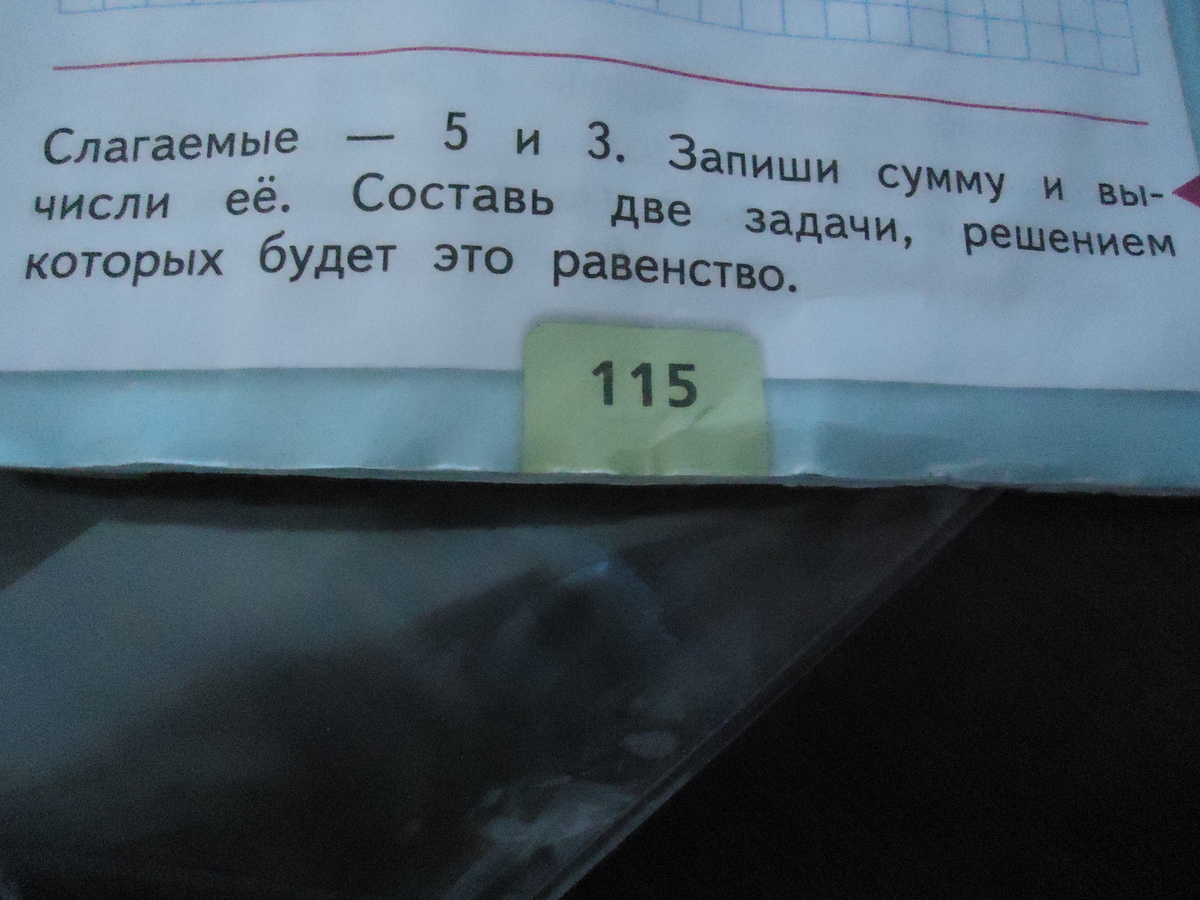 Слагаемые — 5 и 3. Запиши сумму и вы-
числи её. Составь две задачи, решением
которых будет это равенство.
115